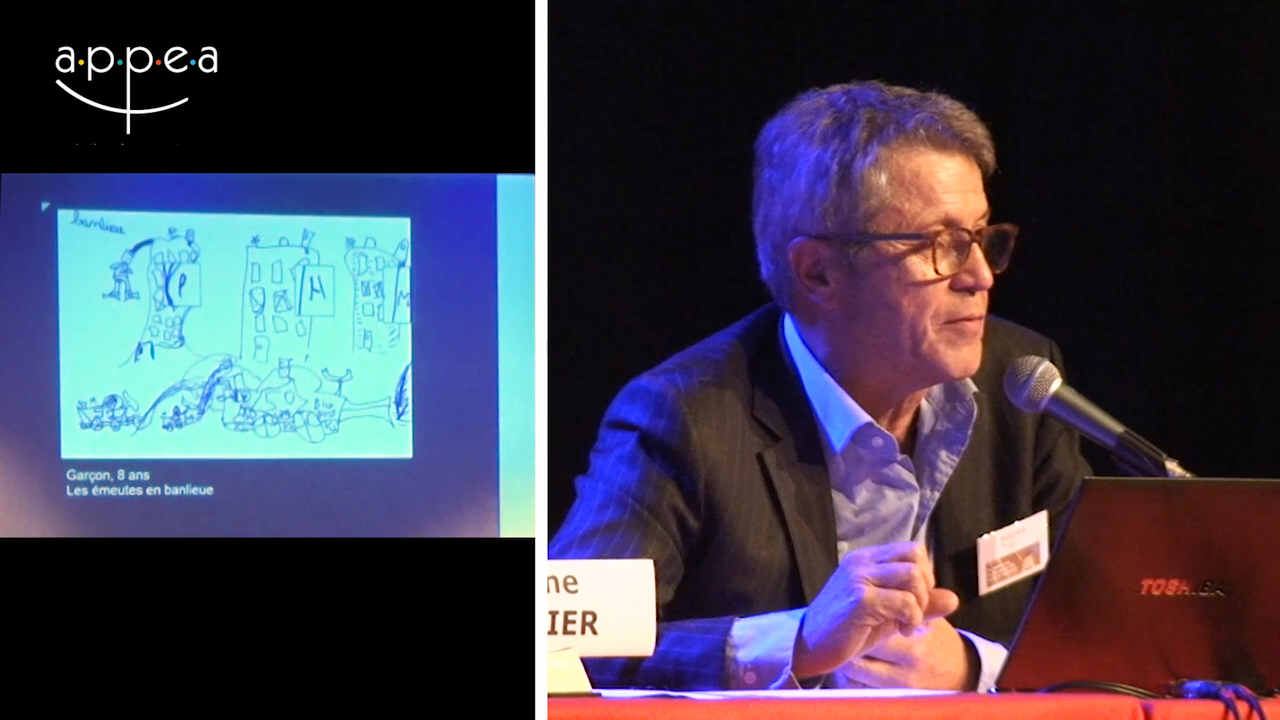 a·p·p·e·a
banlieue
P
H
M
Garçon, 8 ans
Les émeutes en banlieue
ne
IER
TOSHIBA